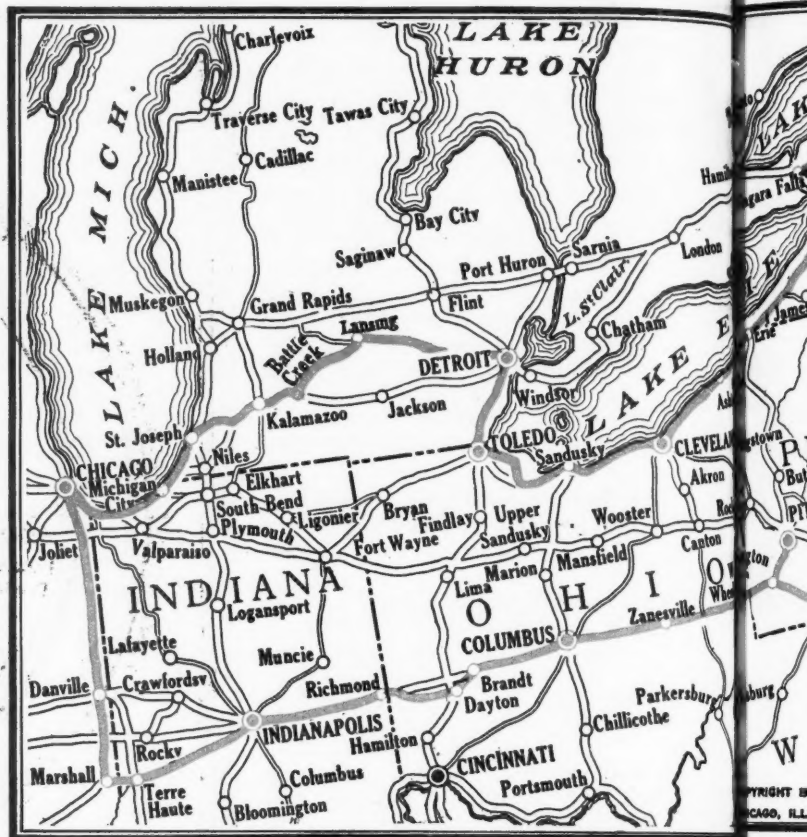 LAKE
HURON
Charlevoix
LAKE MICH.
Traverse City
Tawas City
Cadillac
Manistee
Bay City
Saginaw
Port Huron
Sarnia
London
Muskegon
Grand Rapids
Flint
L. St Clair
Lansing
Chatham
Holland
Battle
Creek
DETROIT
LAKE E
IE
Erie
Windsor
Kalamazoo
Jackson
St. Joseph
Niles
TOLEDO
Sandusky
CHICAGO
Michigan
City
Elkhart
South Bend
Ligonier
Bryan
Akron
Findlay
Upper
Sandusky
Wooster
Joliet
Valparaiso
Plymouth
Fort Wayne
Mansfield
Canton
Marion
Lima
INDIANA
OHIO
Logansport
Zanesville
COLUMBUS
Lafayette
Muncie
Danville
Crawfordsv
Richmond
Brandt
Dayton
Parkersburg
INDIANAPOLIS
Chillicothe
Rockv
Hamilton
CINCINNATI
W
Marshall
Terre
Haute
Columbus
Bloomington
Portsmouth